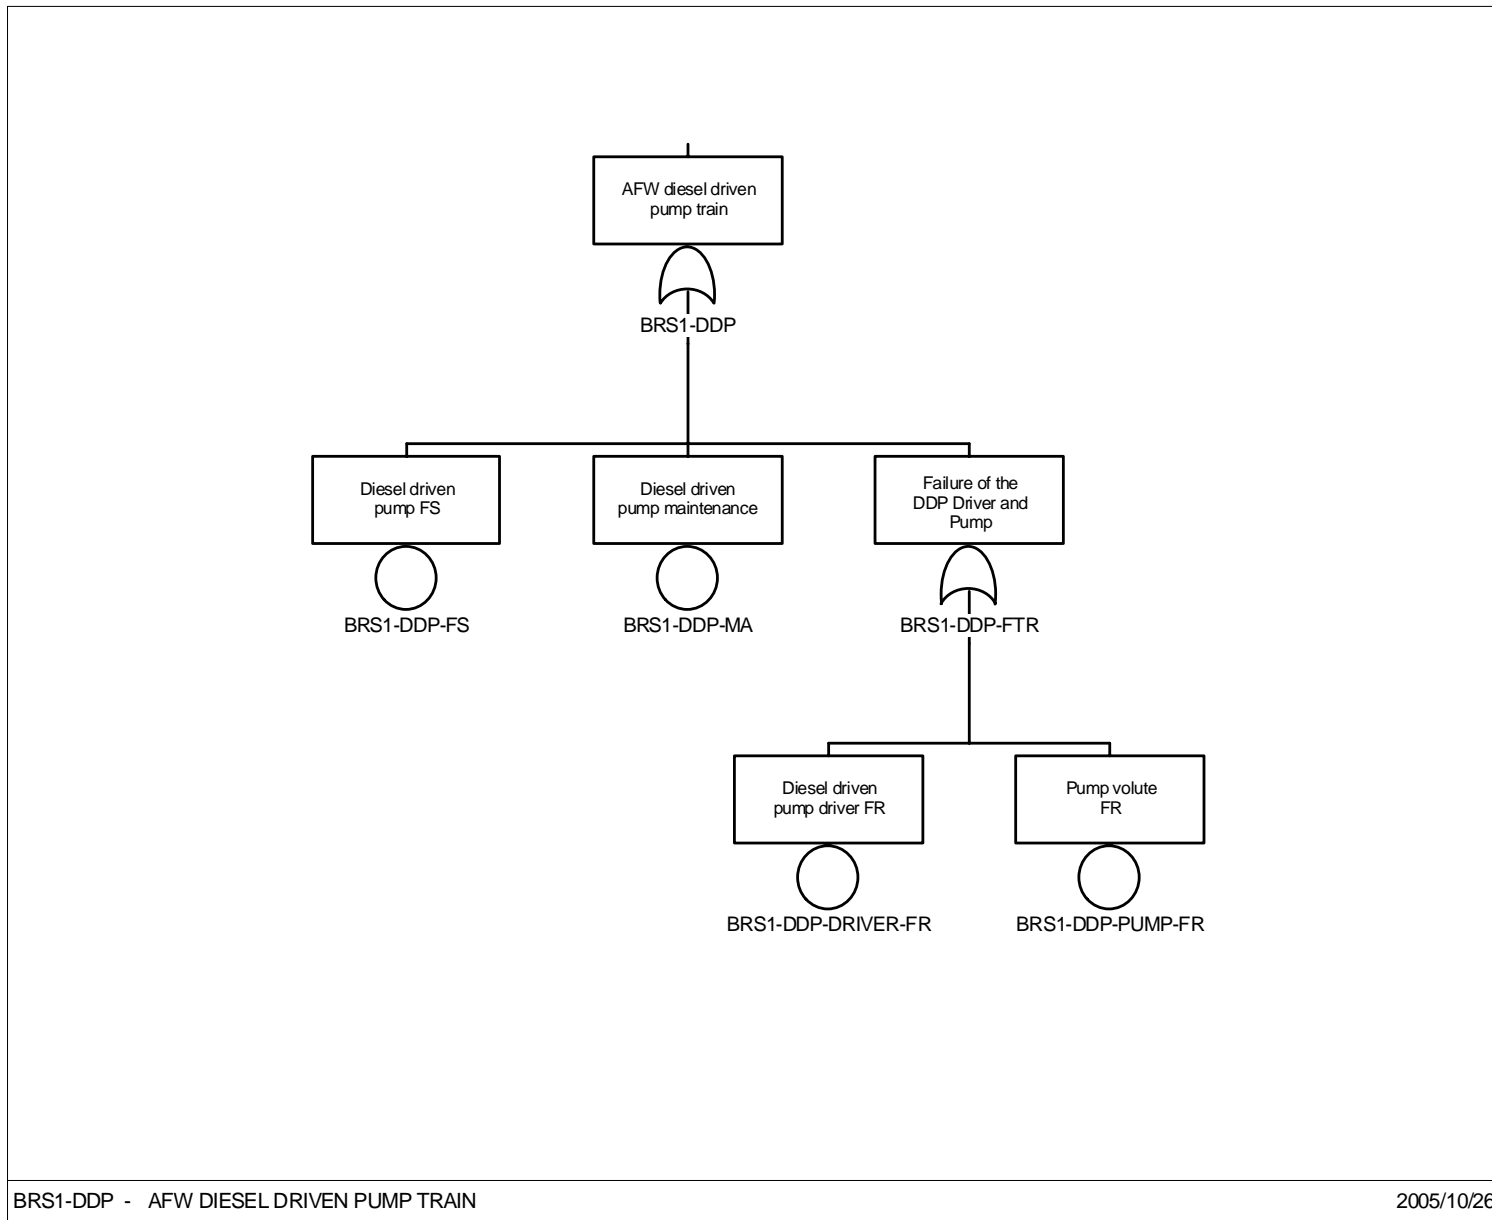 AFW diesel driven
pump train
BRS1-DDP
Diesel driven
pump FS
BRS1-DDP-FS
Diesel driven
pump maintenance
BRS1-DDP-MA
Failure of the
DDP Driver and
Pump
BRS1-DDP-FTR
Diesel driven
pump driver FR
BRS1-DDP-DRIVER-FR
Pump volute
FR
BRS1-DDP-PUMP-FR
BRS1-DDP - AFW DIESEL DRIVEN PUMP TRAIN
2005/10/26